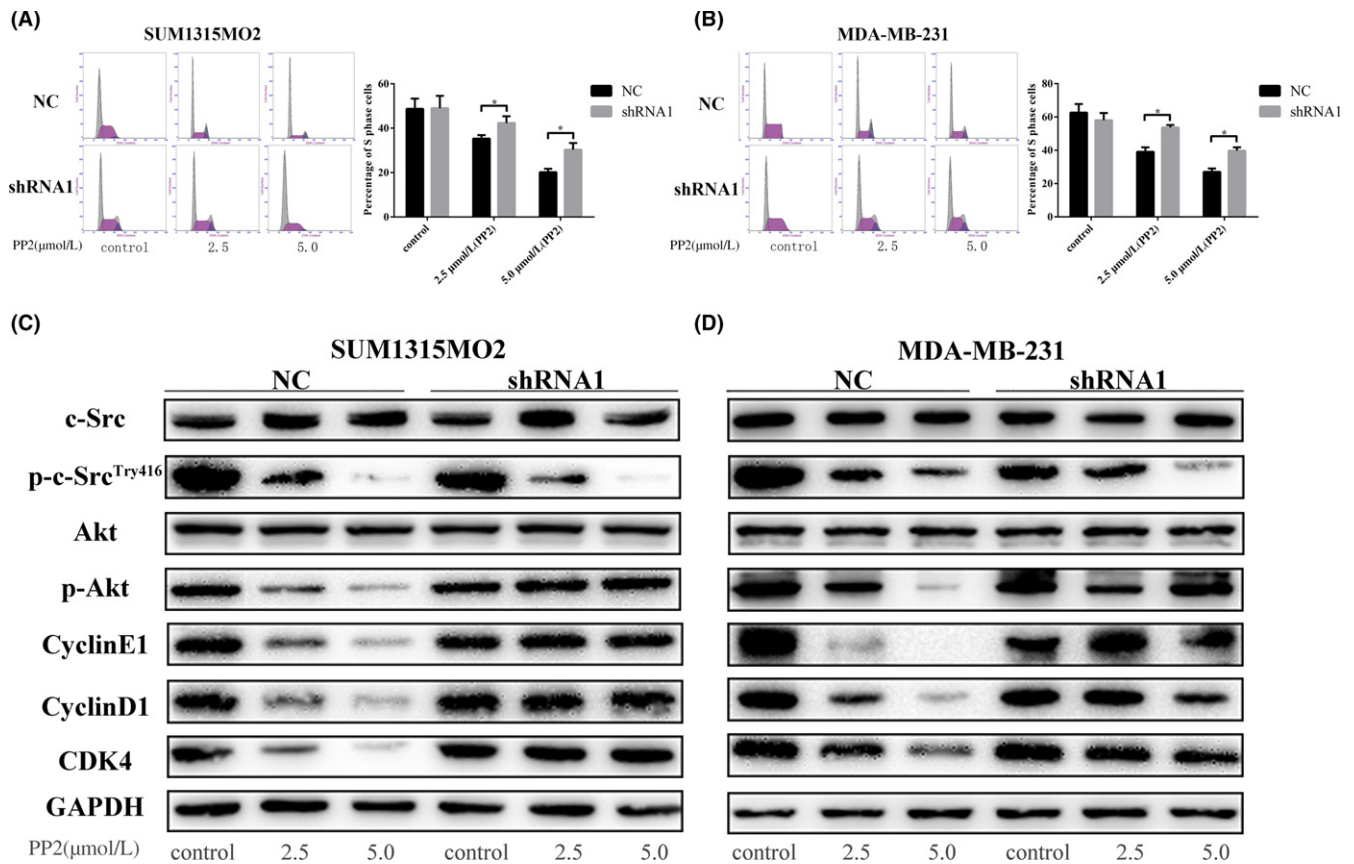 (A)
SUM1315MO2
NC
shRNA1
PP2(μmol/L) control 2.5 5.0
Percentage of S phase cells
60
40
20
0
*
*
NC
shRNA1
control
2.5 μmol/L(PP2)
5.0 μmol/L(PP2)
(B)
MDA-MB-231
NC
shRNA1
PP2(μmol/L) control 2.5 5.0
Percentage of S phase cells
80
60
40
20
0
*
*
NC
shRNA1
control
2.5 μmol/L(PP2)
5.0 μmol/L(PP2)
(C)
SUM1315MO2
NC shRNA1
(D)
MDA-MB-231
NC shRNA1
c-Src
p-c-SrcTry416
Akt
p-Akt
CyclinE1
CyclinD1
CDK4
GAPDH
PP2(μmol/L) control 2.5 5.0 control 2.5 5.0 control 2.5 5.0 control 2.5 5.0